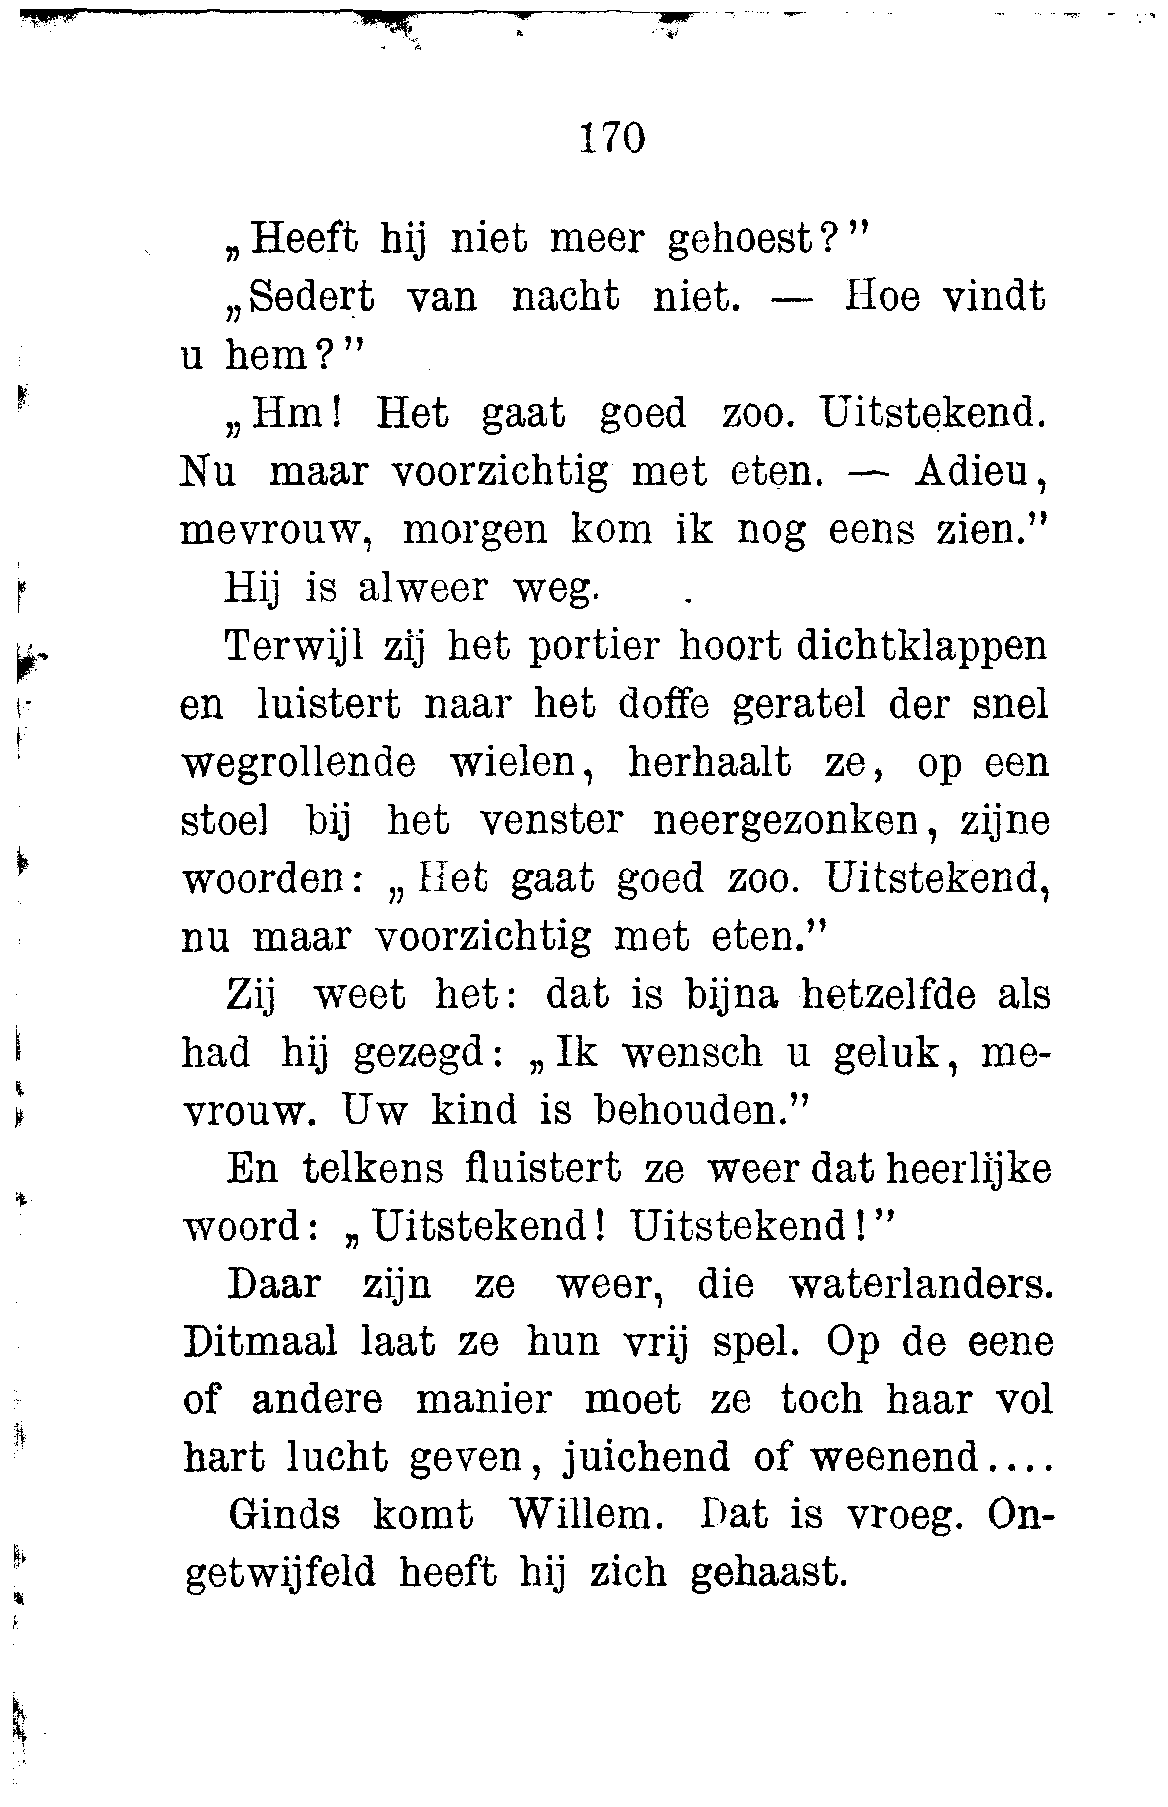 170
„Heeft hij niet meer gehoest?”
„Sedert van nacht niet. — Hoe vindt
u hem?”
„Hm! Het gaat goed zoo. Uitstekend.
Nu maar voorzichtig met eten. — Adieu,
mevrouw, morgen kom ik nog eens zien.”
Hij is alweer weg.
Terwijl zij het portier hoort dichtklappen
en luistert naar het doffe geratel der snel
wegrollende wielen, herhaalt ze, op een
stoel bij het venster neergezonken, zijne
woorden: „Het gaat goed zoo. Uitstekend,
nu maar voorzichtig met eten.”
Zij weet het: dat is bijna hetzelfde als
had hij gezegd: „Ik wensch u geluk, me-
vrouw. Uw kind is behouden.”
En telkens fluistert ze weer dat heerlijke
woord: „Uitstekend! Uitstekend!”
Daar zijn ze weer, die waterlanders.
Ditmaal laat ze hun vrij spel. Op de eene
of andere manier moet ze toch haar vol
hart lucht geven, juichend of weenend....
Ginds komt Willem. Dat is vroeg. On-
getwijfeld heeft hij zich gehaast.